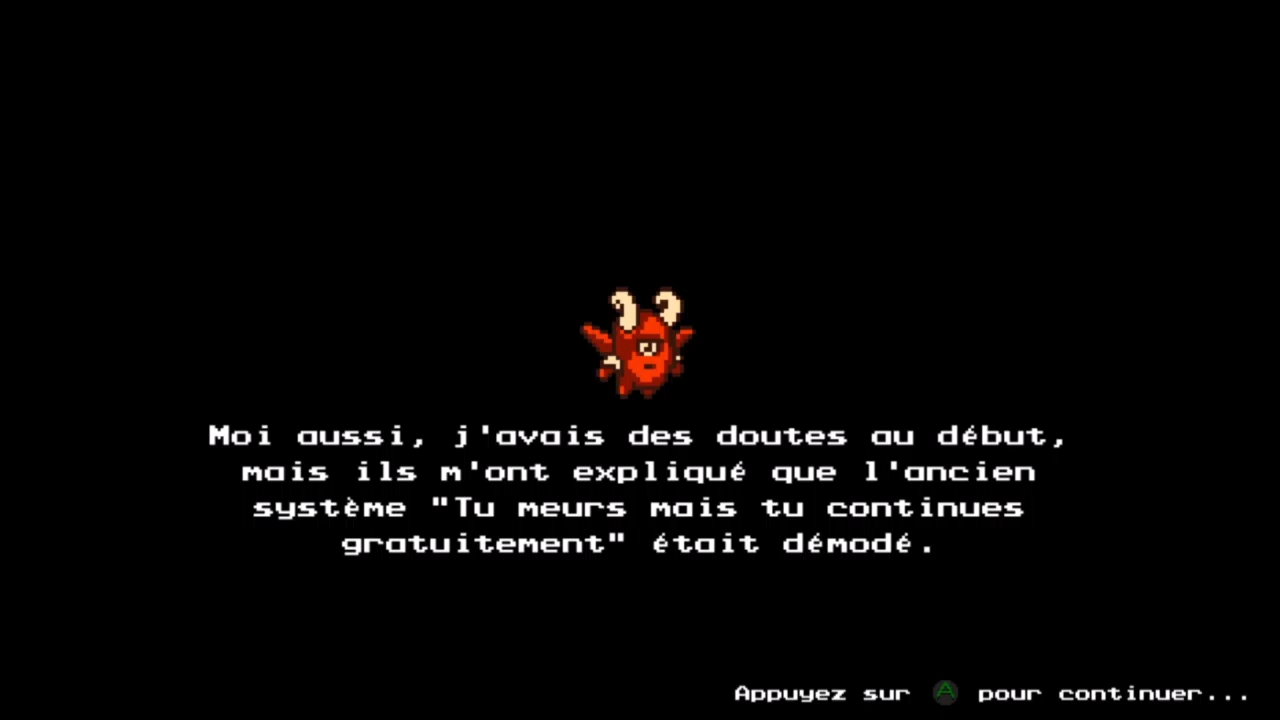 Moi aussi, j'avais des doutes au début,
mais ils m'ont expliqué que l'ancien
système "Tu meurs mais tu continues
gratuitement" était démodé.
Appuyez sur A pour continuer...